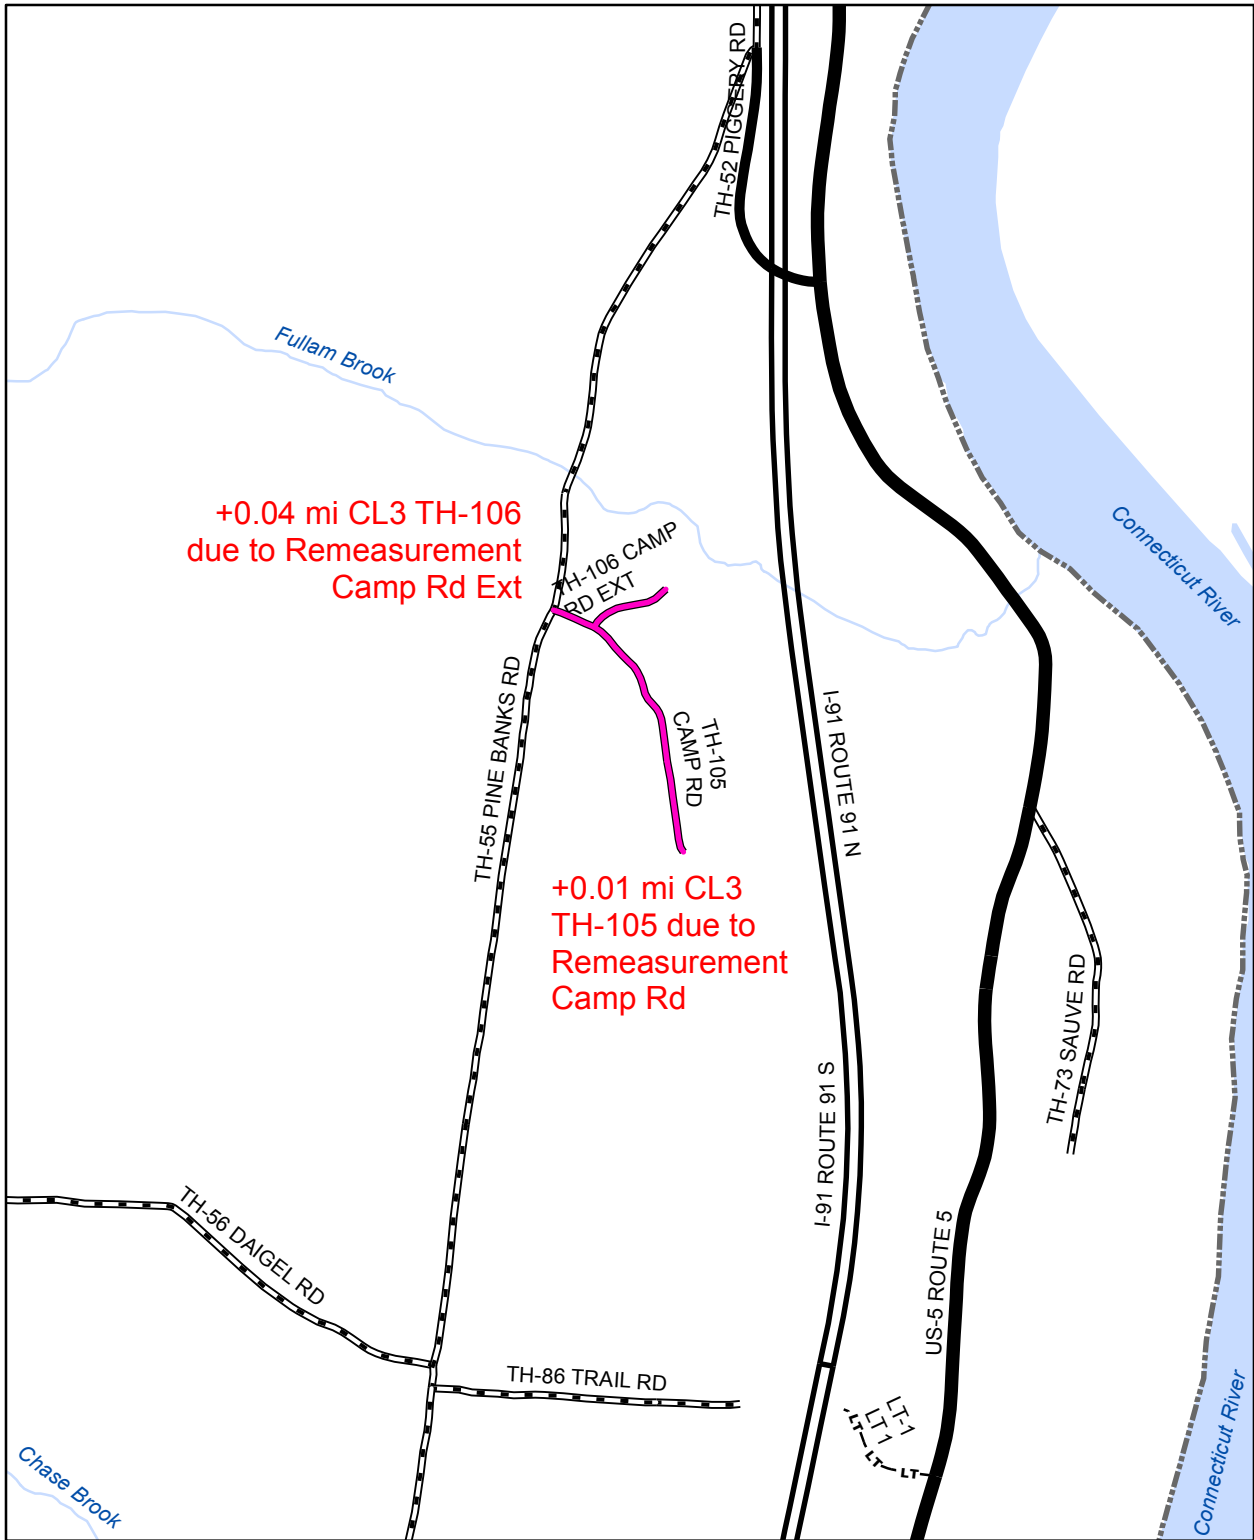 TH-52 PIGGERY RD
Fullam Brook
+0.04 mi CL3 TH-106
due to Remeasurement
Camp Rd Ext
TH-106 CAMP
RD EXT
Connecticut River
TH-55 PINE BANKS RD
TH-105
CAMP RD
I-91 ROUTE 91 N
+0.01 mi CL3
TH-105 due to
Remeasurement
Camp Rd
TH-73 SAUVE RD
I-91 ROUTE 91 S
TH-56 DAIGEL RD
US-5 ROUTE 5
TH-86 TRAIL RD
LT-1
LT 1
LT
LT
LT
Chase Brook
Connecticut River